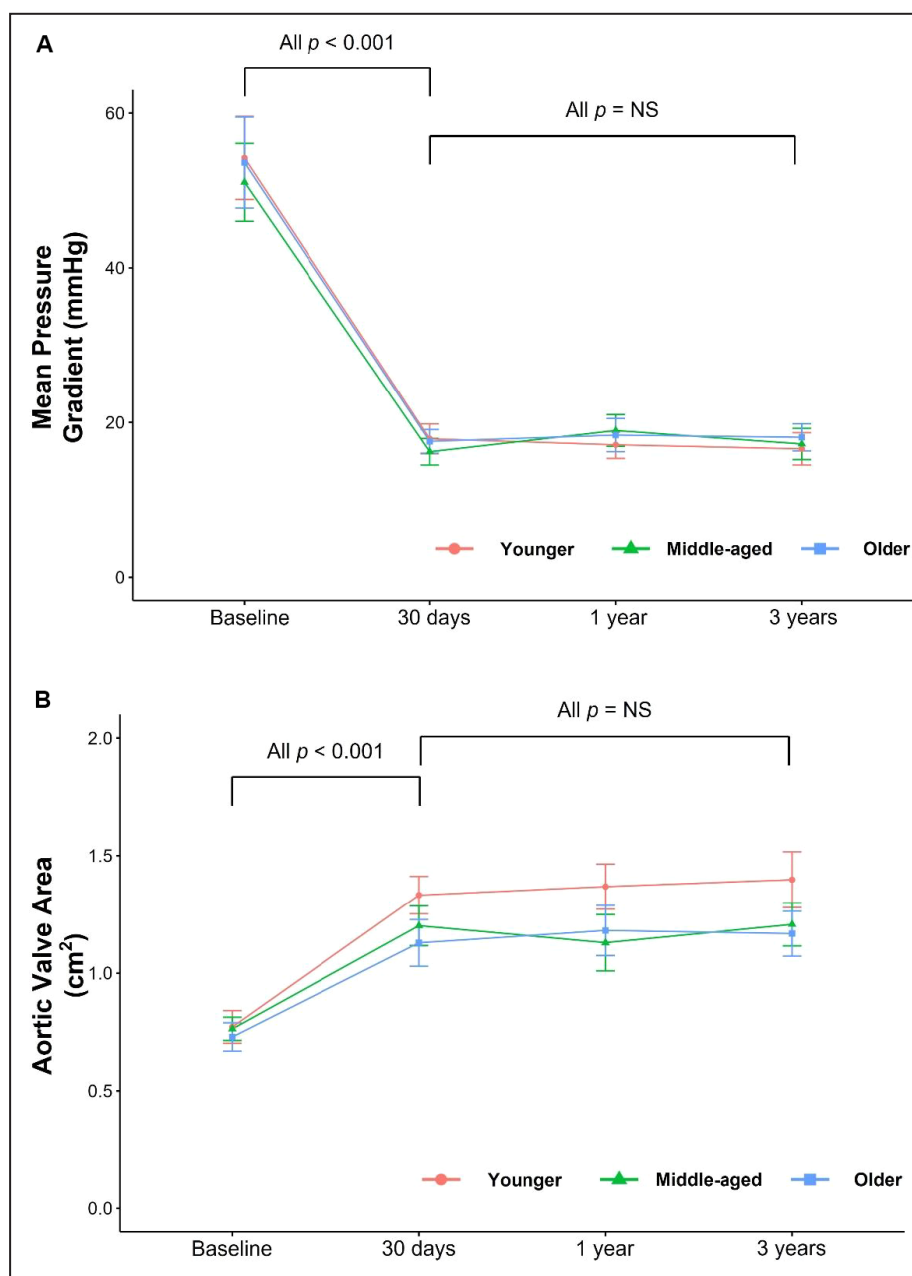 A
All p < 0.001
All p = NS
Mean Pressure
Gradient (mmHg)
60
40
20
0
Younger Middle-aged Older
Baseline 30 days 1 year 3 years
B
All p = NS
All p < 0.001
Aortic Valve Area
(cm²)
2.0
1.5
1.0
0.5
0.0
Younger Middle-aged Older
Baseline 30 days 1 year 3 years